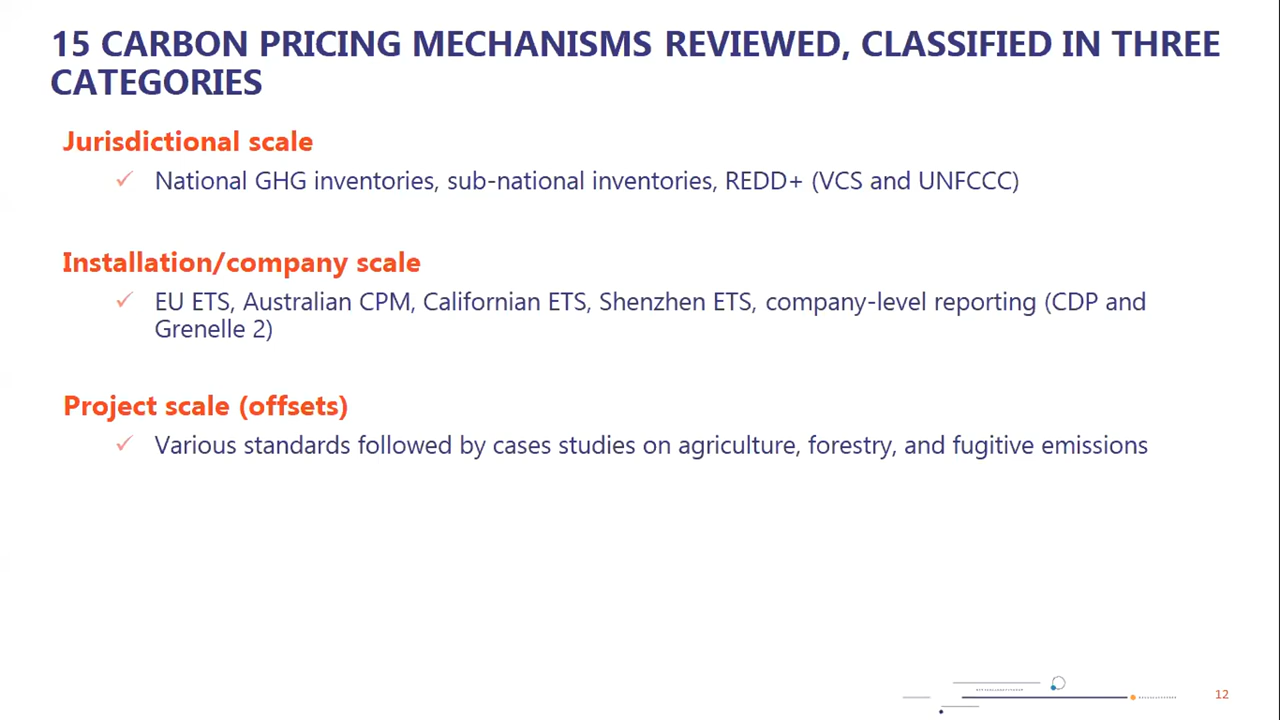 15 CARBON PRICING MECHANISMS REVIEWED, CLASSIFIED IN THREE
CATEGORIES
Jurisdictional scale
✓ National GHG inventories, sub-national inventories, REDD+ (VCS and UNFCCC)
Installation/company scale
✓ EU ETS, Australian CPM, Californian ETS, Shenzhen ETS, company-level reporting (CDP and
Grenelle 2)
Project scale (offsets)
✓ Various standards followed by cases studies on agriculture, forestry, and fugitive emissions
12